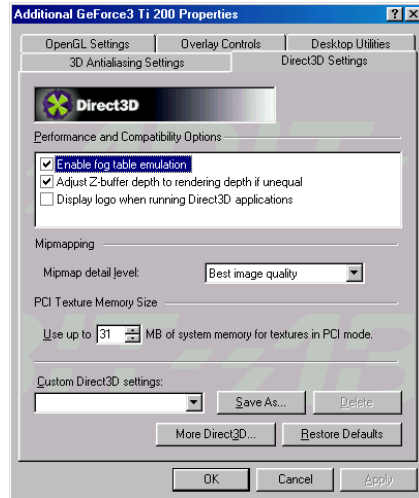 Additional GeForce3 Ti 200 Properties
OpenGL Settings Overlay Controls Desktop Utilities
3D Antialiasing Settings Direct3D Settings
Direct3D
Performance and Compatibility Options
Enable fog table emulation
Adjust Z-buffer depth to rendering depth if unequal
Display logo when running Direct3D applications
Mipmapping
Mipmap detail level: Best image quality
PCI Texture Memory Size
Use up to 31 MB of system memory for textures in PCI mode.
Custom Direct3D settings:
Save As... Delete
More Direct3D... Restore Defaults
OK Cancel Apply